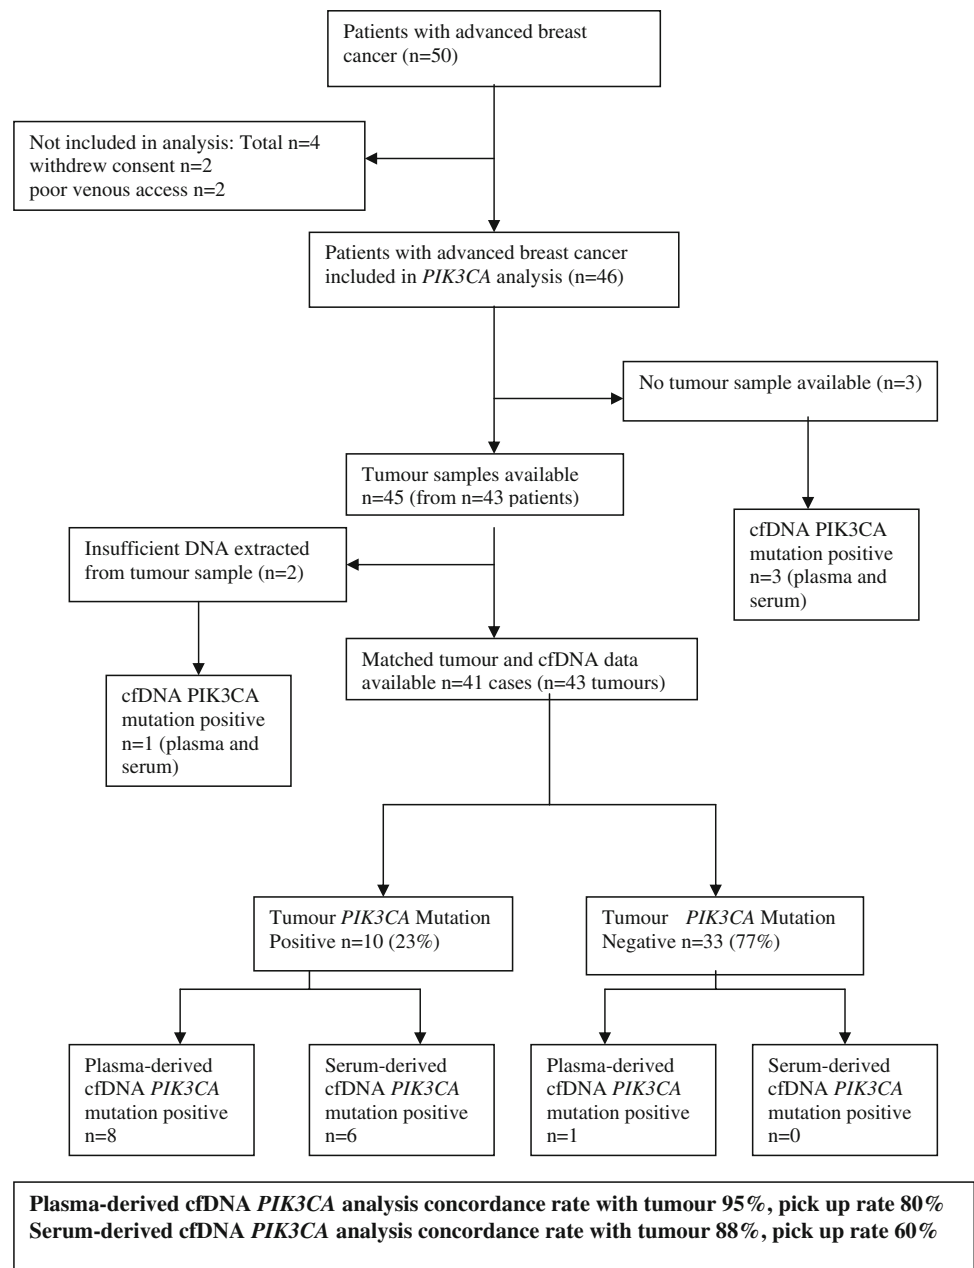 Patients with advanced breast
cancer (n=50)
Not included in analysis: Total n=4
withdrew consent n=2
poor venous access n=2
Patients with advanced breast cancer
included in PIK3CA analysis (n=46)
No tumour sample available (n=3)
Tumour samples available
n=45 (from n=43 patients)
cfDNA PIK3CA
mutation positive
n=3 (plasma and
serum)
Insufficient DNA extracted
from tumour sample (n=2)
Matched tumour and cfDNA data
available n=41 cases (n=43 tumours)
cfDNA PIK3CA
mutation positive
n=1 (plasma and
serum)
Tumour PIK3CA Mutation
Positive n=10 (23%)
Tumour PIK3CA Mutation
Negative n=33 (77%)
Plasma-derived
cfDNA PIK3CA
mutation positive
n=8
Serum-derived
cfDNA PIK3CA
mutation positive
n=6
Plasma-derived
cfDNA PIK3CA
mutation positive
n=1
Serum-derived
cfDNA PIK3CA
mutation positive
n=0
Plasma-derived cfDNA PIK3CA analysis concordance rate with tumour 95%, pick up rate 80%
Serum-derived cfDNA PIK3CA analysis concordance rate with tumour 88%, pick up rate 60%